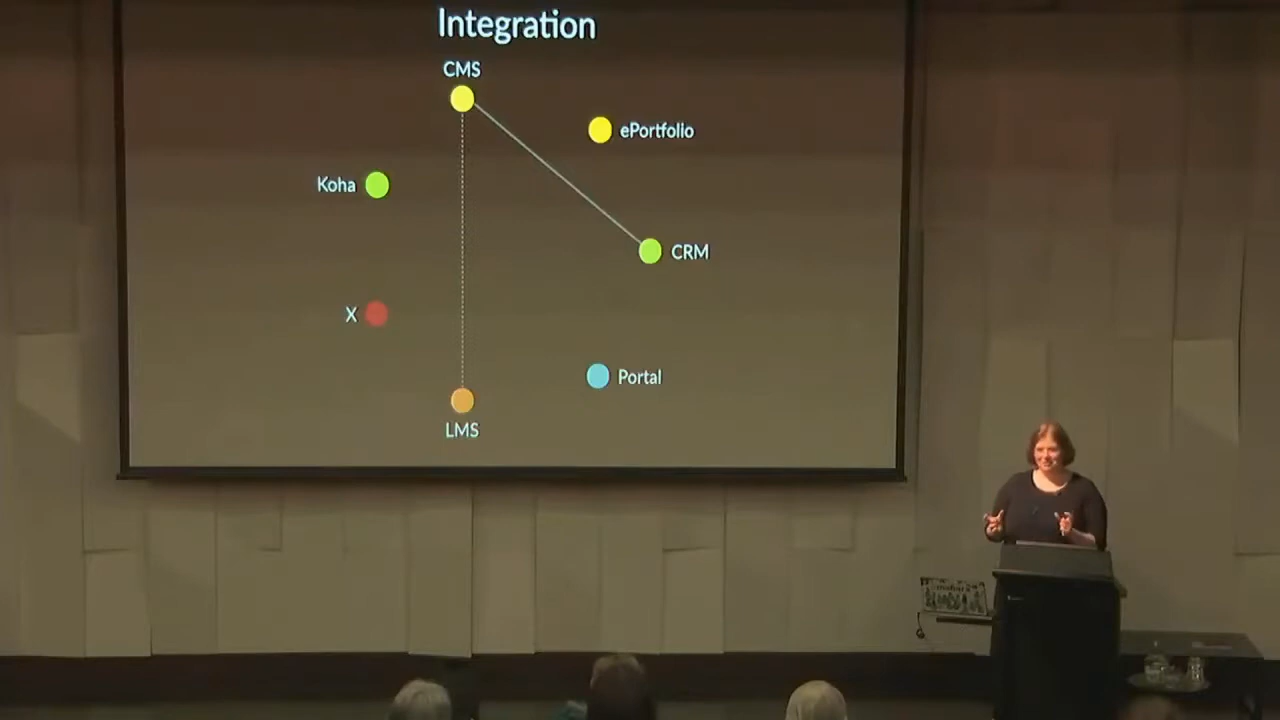 Integration
CMS
ePortfolio
Koha
CRM
X
Portal
LMS